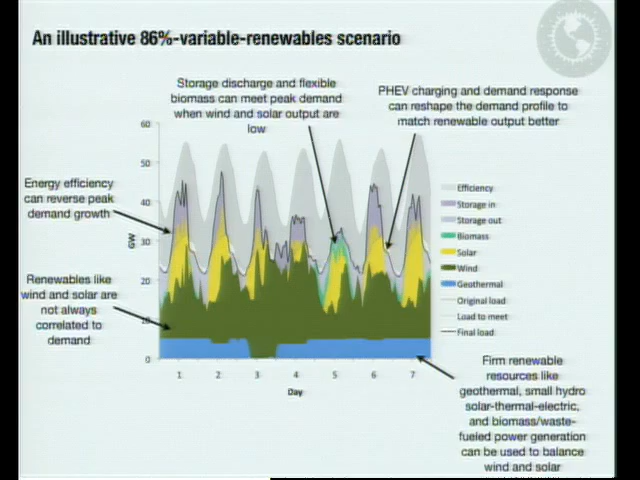 An illustrative 86%-variable-renewables scenario
Storage discharge and flexible
biomass can meet peak demand
when wind and solar output are
low
PHEV charging and demand response
can reshape the demand profile to
match renewable output better
Energy efficiency
can reverse peak
demand growth
Renewables like
wind and solar are
not always
correlated to
demand
GW
60
50
40
30
20
10
0
1 2 3 4 5 6 7
Day
Efficiency
Storage in
Storage out
Biomass
Solar
Wind
Geothermal
Original load
Load to meet
Final load
Firm renewable
resources like
geothermal, small hydro
solar-thermal-electric,
and biomass/waste-
fueled power generation
can be used to balance
wind and solar